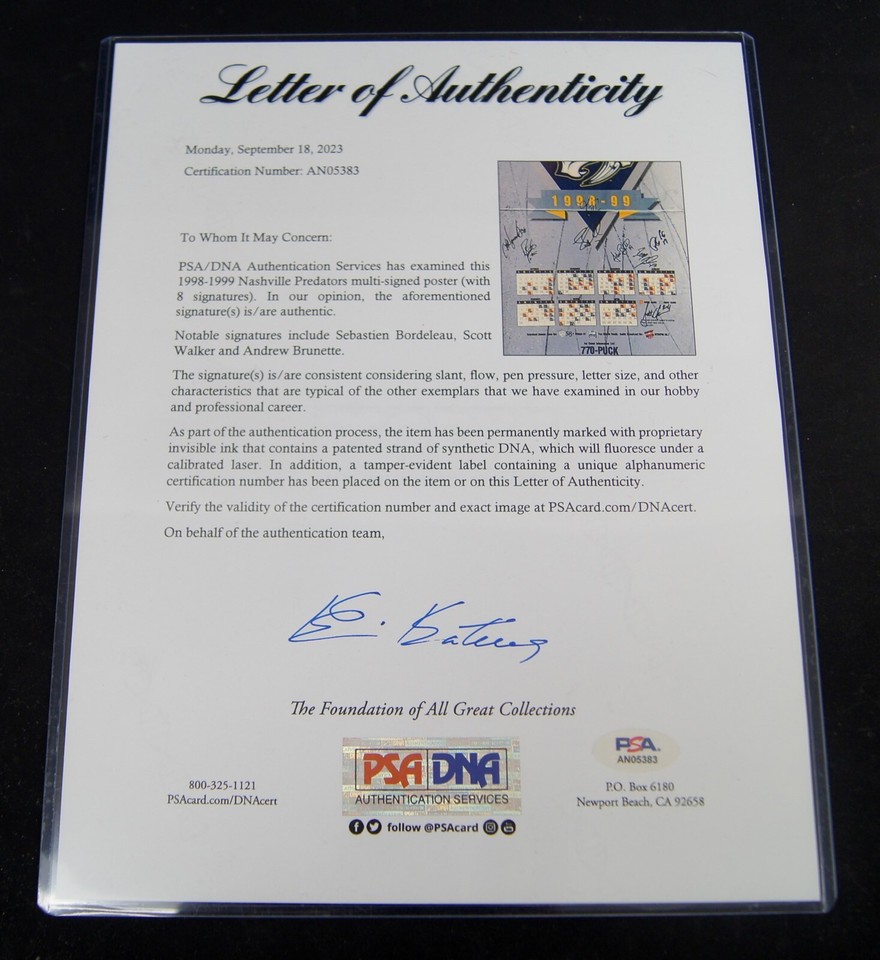 Letter of Authenticity
Monday, September 18, 2023
Certification Number: AN05383
1998-99
770-PUCK
To Whom It May Concern:
PSA/DNA Authentication Services has examined this
1998-1999 Nashville Predators multi-signed poster (with
8 signatures). In our opinion, the aforementioned
signature(s) is/are authentic.
Notable signatures include Sebastien Bordeleau, Scott
Walker and Andrew Brunette.
The signature(s) is/are consistent considering slant, flow, pen pressure, letter size, and other
characteristics that are typical of the other exemplars that we have examined in our hobby
and professional career.
As part of the authentication process, the item has been permanently marked with proprietary
invisible ink that contains a patented strand of synthetic DNA, which will fluoresce under a
calibrated laser. In addition, a tamper-evident label containing a unique alphanumeric
certification number has been placed on the item or on this Letter of Authenticity.
Verify the validity of the certification number and exact image at PSAcard.com/DNAcert.
On behalf of the authentication team,
The Foundation of All Great Collections
800-325-1121
PSAcard.com/DNAcert
PSA DNA
AUTHENTICATION SERVICES
follow @PSAcard
PSA.
AN05383
P.O. Box 6180
Newport Beach, CA 92658